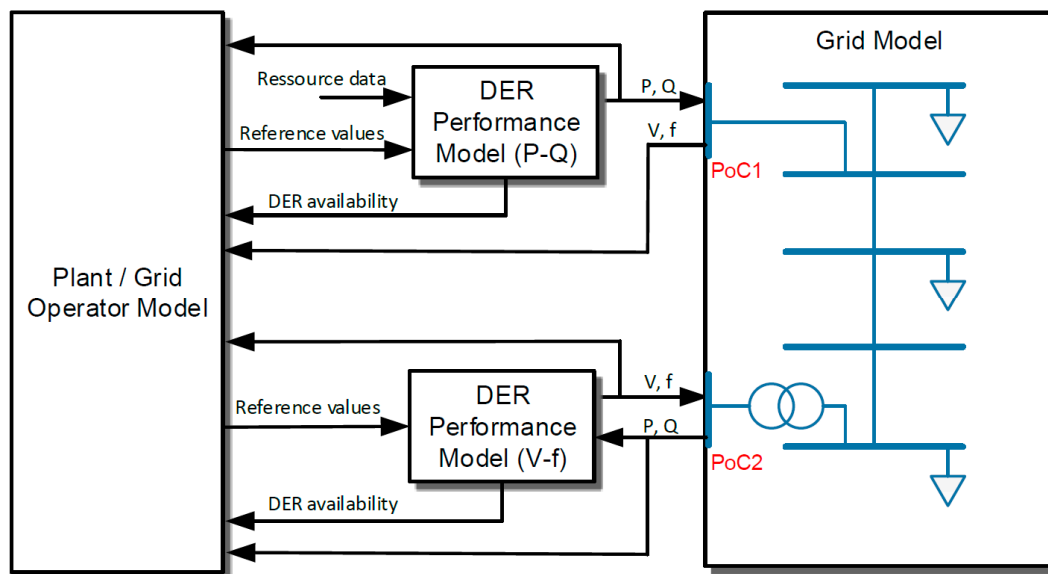 Plant / Grid
Operator Model
Ressource data
Reference values
DER availability
DER
Performance
Model (P-Q)
P, Q
V, f
PoC1
Grid Model
Reference values
DER availability
DER
Performance
Model (V-f)
V, f
P, Q
PoC2